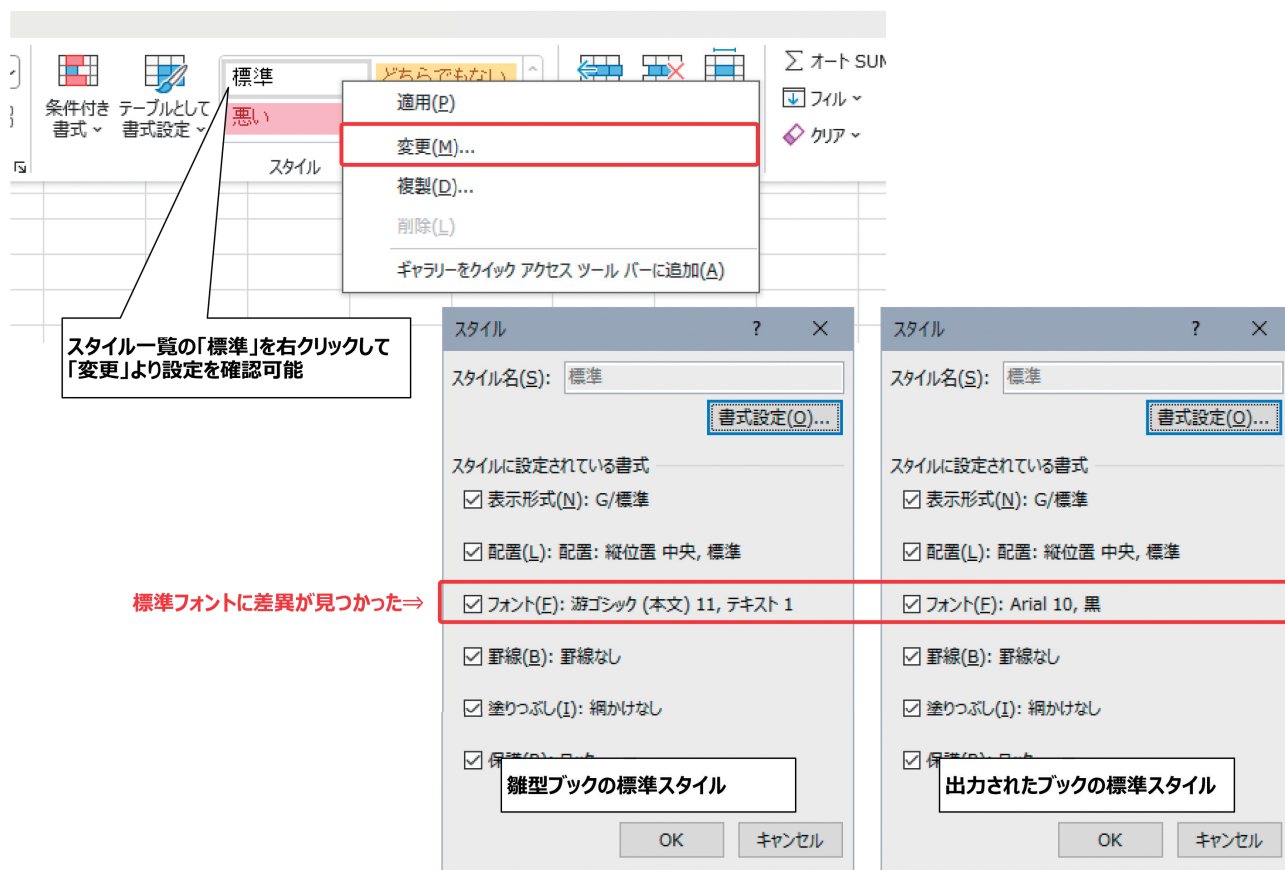 条件付き
書式
テーブルとして
書式設定
標準
悪い
スタイル
Σ オート SUM
フィル
クリア
適用(P)
変更(M)...
複製(D)...
削除(L)
ギャラリーをクイック アクセス ツール バーに追加(A)
スタイル一覧の「標準」を右クリックして
「変更」より設定を確認可能
標準フォントに差異が見つかった⇒
スタイル ? ×
スタイル名(S): 標準
書式設定(O)...
スタイルに設定されている書式
表示形式(N): G/標準
配置(L): 配置: 縦位置 中央, 標準
フォント(F): 游ゴシック (本文) 11, テキスト 1
罫線(B): 罫線なし
塗りつぶし(I): 網かけなし
雛型ブックの標準スタイル
OK キャンセル
スタイル ? ×
スタイル名(S): 標準
書式設定(O)...
スタイルに設定されている書式
表示形式(N): G/標準
配置(L): 配置: 縦位置 中央, 標準
フォント(F): Arial 10, 黒
罫線(B): 罫線なし
塗りつぶし(I): 網かけなし
出力されたブックの標準スタイル
OK キャンセル